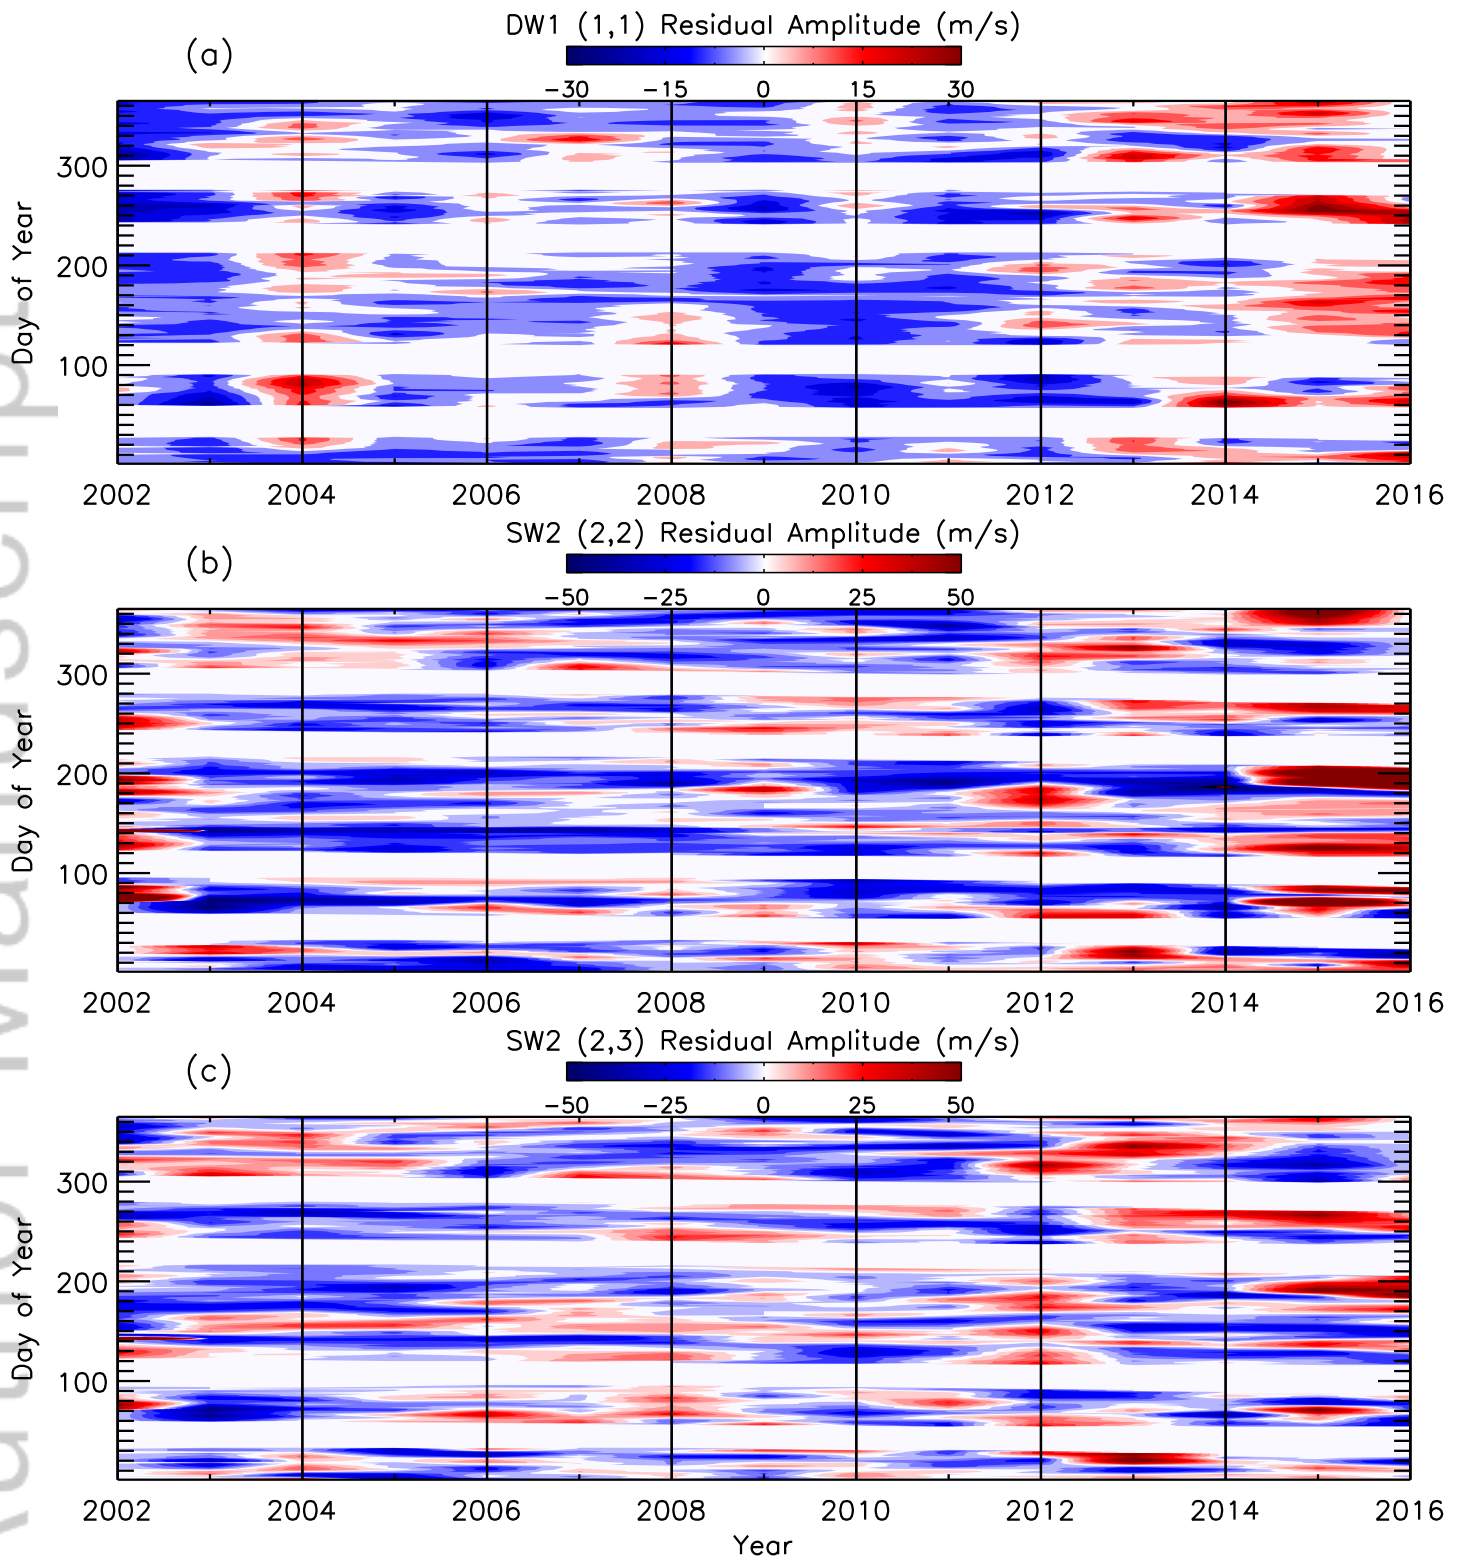 DW1 (1,1) Residual Amplitude (m/s)
(a)
-30 -15 0 15 30
300
200
100
Day of Year
2002 2004 2006 2008 2010 2012 2014 2016
SW2 (2,2) Residual Amplitude (m/s)
(b)
-50 -25 0 25 50
300
200
100
Day of Year
2002 2004 2006 2008 2010 2012 2014 2016
SW2 (2,3) Residual Amplitude (m/s)
(c)
-50 -25 0 25 50
300
200
100
Day of Year
2002 2004 2006 2008 2010 2012 2014 2016
Year